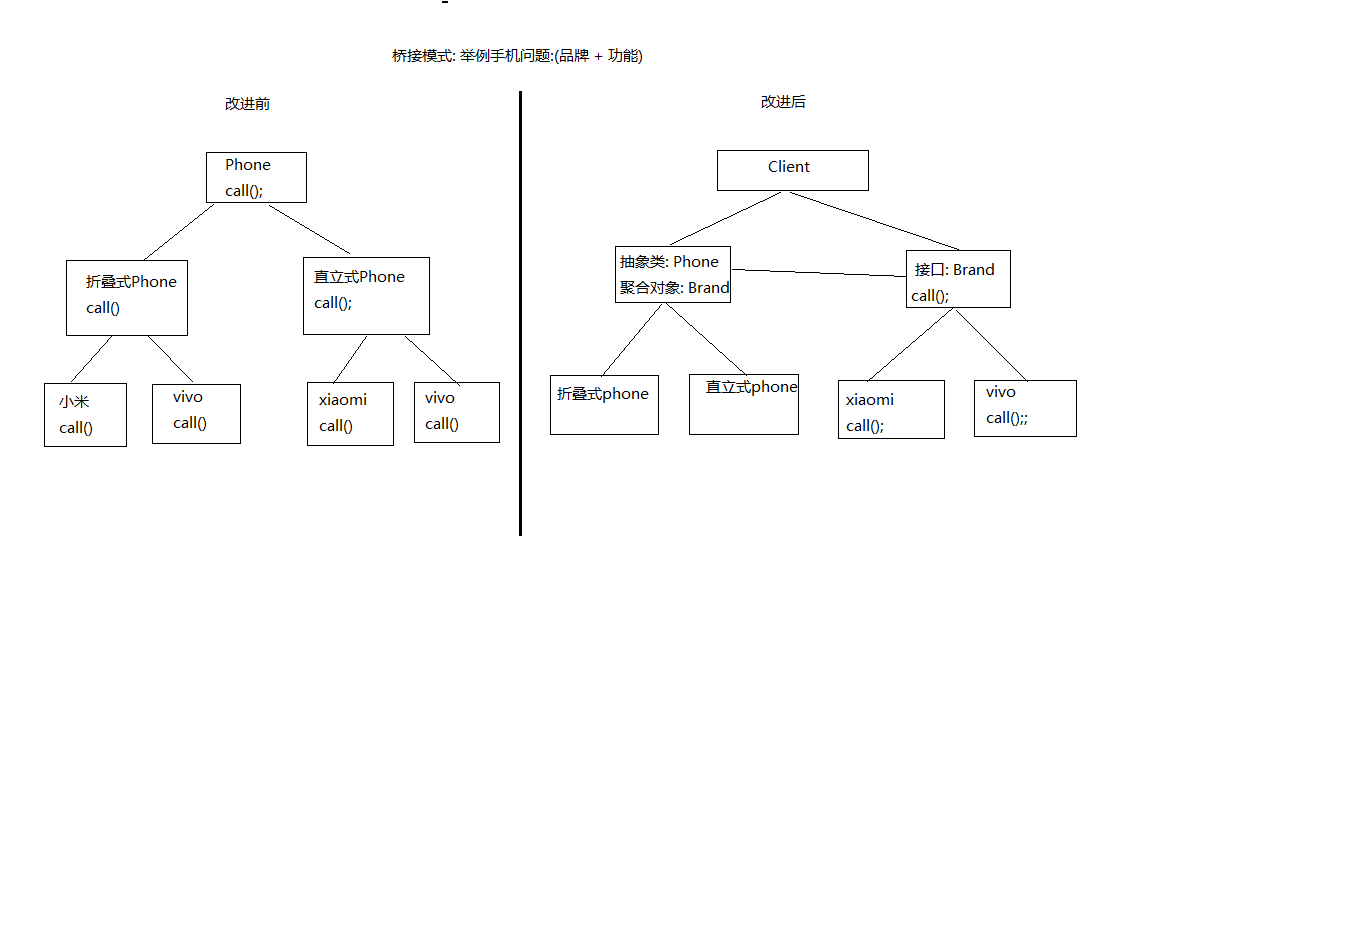 桥接模式: 举例手机问题:(品牌 + 功能)
改进前
Phone
call();
折叠式Phone
call()
直立式Phone
call();
小米
call()
vivo
call()
xiaomi
call()
vivo
call()
改进后
Client
抽象类: Phone
聚合对象: Brand
接口: Brand
call();
折叠式phone
直立式phone
xiaomi
call();
vivo
call();;